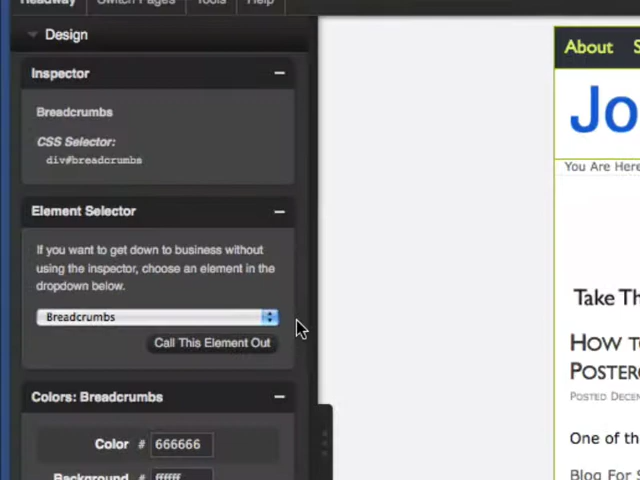 Headway Switch Pages Tools Help
Design
Inspector
Breadcrumbs
CSS Selector:
div#breadcrumbs
Element Selector
If you want to get down to business without
using the inspector, choose an element in the
dropdown below.
Breadcrumbs
Call This Element Out
Colors: Breadcrumbs
Color # 666666
Background # ffffff
About S
Jo
You Are Here
Take Th
How to
Poster
Posted Decem
One of th
Blog For S